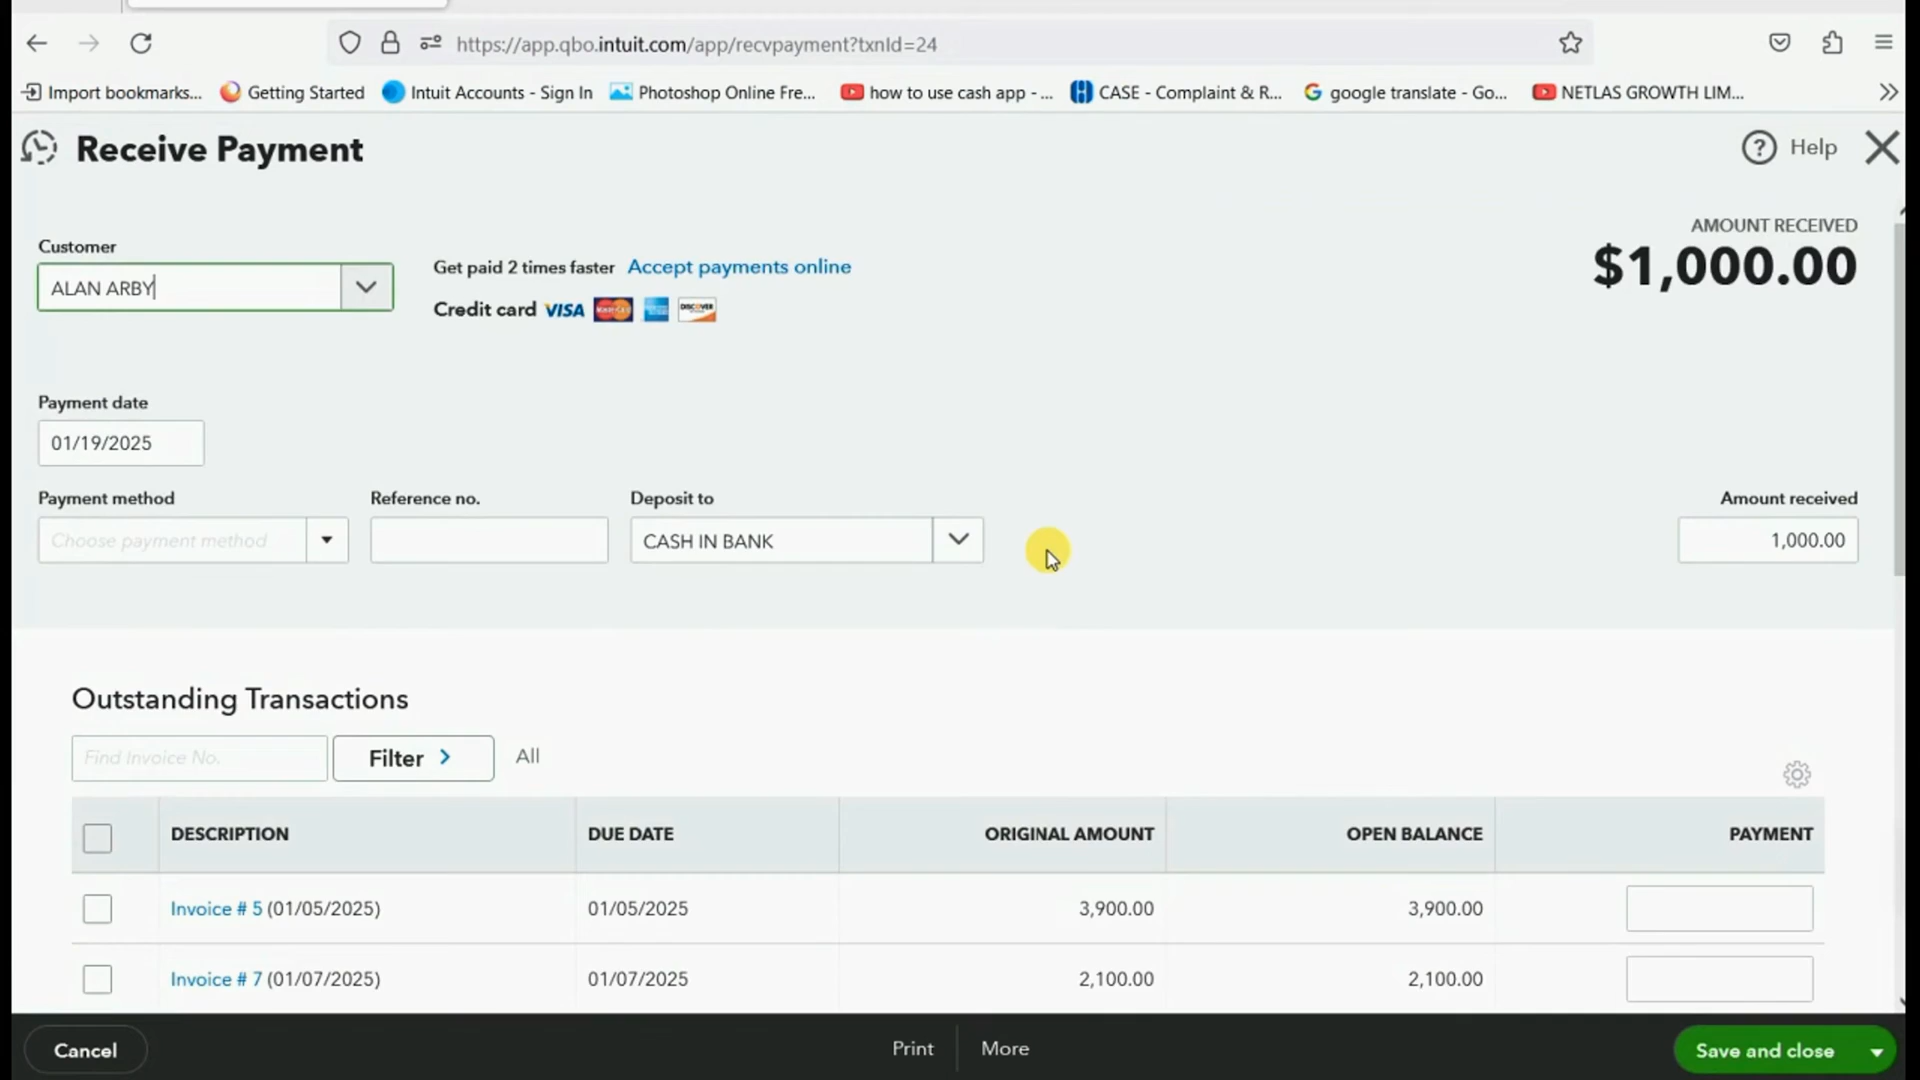 https://app.qbo.intuit.com/app/recvpayment?txnId=24
Import bookmarks... Getting Started Intuit Accounts - Sign In Photoshop Online Fre... how to use cash app - ... CASE - Complaint & R... google translate - Go... NETLAS GROWTH LIM...
Receive Payment
? Help
AMOUNT RECEIVED
$1,000.00
Customer
ALAN ARBY
Get paid 2 times faster Accept payments online
Credit card VISA MasterCard DISCOVER
Payment date
01/19/2025
Payment method Reference no. Deposit to Amount received
Choose payment method CASH IN BANK 1,000.00
Outstanding Transactions
Find Invoice No. Filter All
DESCRIPTION DUE DATE ORIGINAL AMOUNT OPEN BALANCE PAYMENT
Invoice # 5 (01/05/2025) 01/05/2025 3,900.00 3,900.00
Invoice # 7 (01/07/2025) 01/07/2025 2,100.00 2,100.00
Cancel Print More Save and close